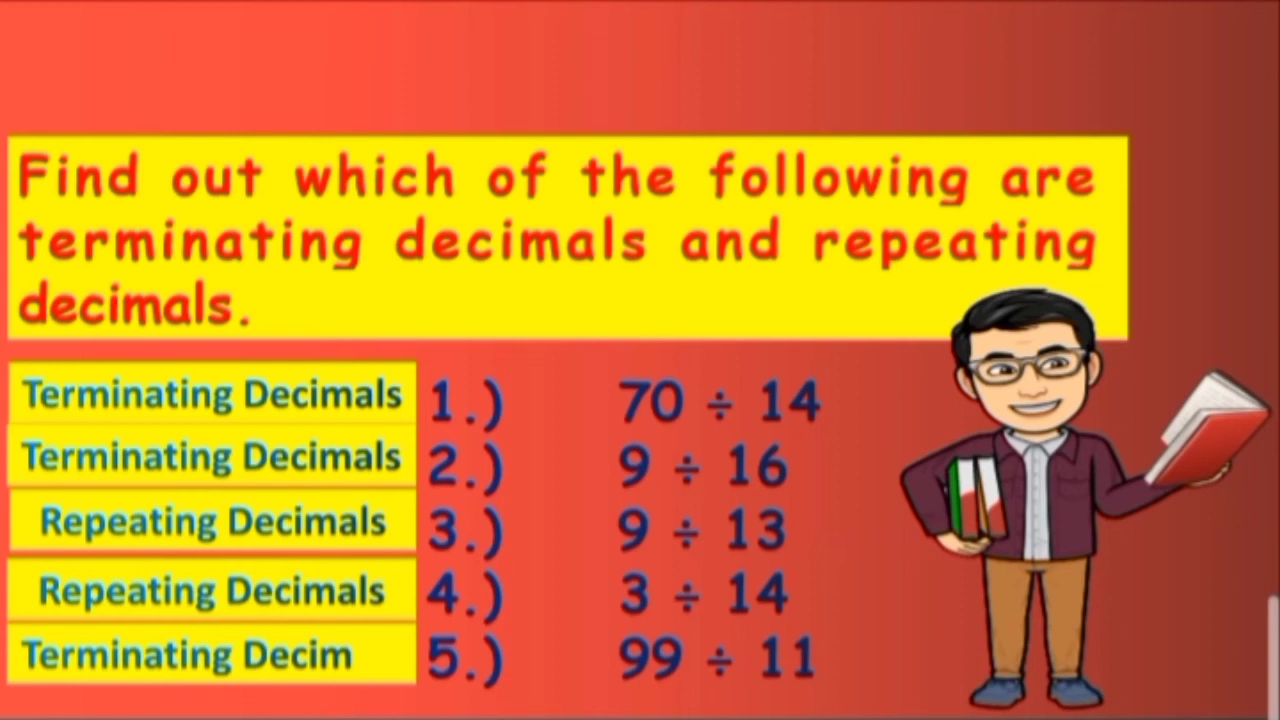 Find out which of the following are
terminating decimals and repeating
decimals.
Terminating Decimals 1.) 70 ÷ 14
Terminating Decimals 2.) 9 ÷ 16
Repeating Decimals 3.) 9 ÷ 13
Repeating Decimals 4.) 3 ÷ 14
Terminating Decim 5.) 99 ÷ 11